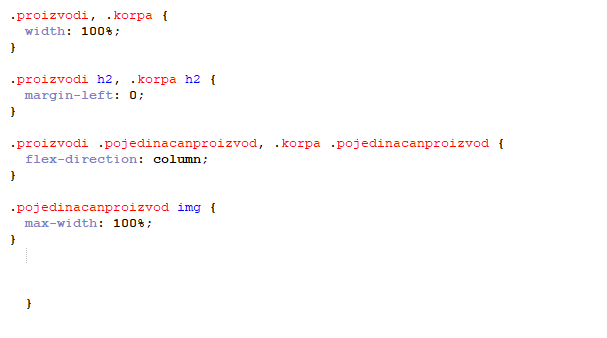 .proizvodi, .korpa {
  width: 100%;
}

.proizvodi h2, .korpa h2 {
  margin-left: 0;
}

.proizvodi .pojedinacanproizvod, .korpa .pojedinacanproizvod {
  flex-direction: column;
}

.pojedinacanproizvod img {
  max-width: 100%;
}

  }